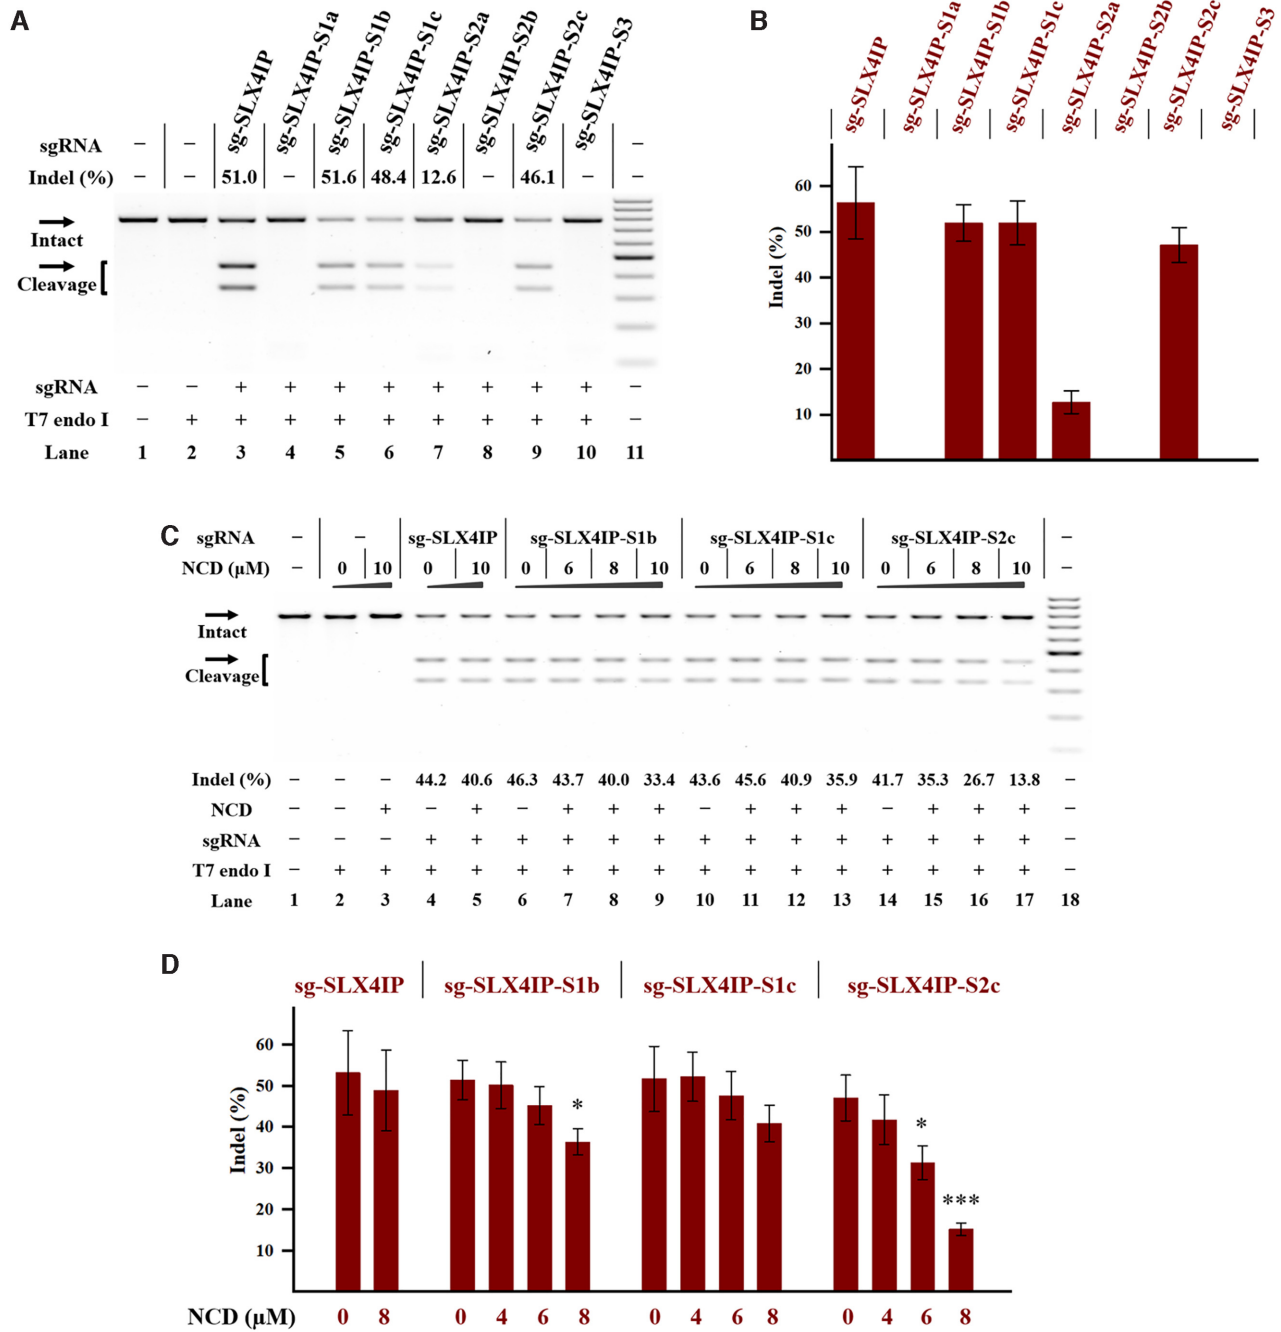 A
sgRNA – – sg-SLX4IP sg-SLX4IP-S1a sg-SLX4IP-S1b sg-SLX4IP-S1c sg-SLX4IP-S2a sg-SLX4IP-S2b sg-SLX4IP-S2c sg-SLX4IP-S3 –
Indel (%) – – 51.0 – 51.6 48.4 12.6 – 46.1 – –
Intact
Cleavage
sgRNA – – + + + + + + + + –
T7 endo I – + + + + + + + + + –
Lane 1 2 3 4 5 6 7 8 9 10 11
B
sg-SLX4IP sg-SLX4IP-S1a sg-SLX4IP-S1b sg-SLX4IP-S1c sg-SLX4IP-S2a sg-SLX4IP-S2b sg-SLX4IP-S2c sg-SLX4IP-S3
Indel (%)
60
50
40
30
20
10
C
sgRNA – – sg-SLX4IP sg-SLX4IP-S1b sg-SLX4IP-S1c sg-SLX4IP-S2c –
NCD (μM) – 0 10 0 10 0 6 8 10 0 6 8 10 0 6 8 10 –
Intact
Cleavage
Indel (%) – – – 44.2 40.6 46.3 43.7 40.0 33.4 43.6 45.6 40.9 35.9 41.7 35.3 26.7 13.8 –
NCD – – + – + – + + + – + + + – + + + –
sgRNA – – – + + + + + + + + + + + + + + –
T7 endo I – + + + + + + + + + + + + + + + + –
Lane 1 2 3 4 5 6 7 8 9 10 11 12 13 14 15 16 17 18
D
sg-SLX4IP sg-SLX4IP-S1b sg-SLX4IP-S1c sg-SLX4IP-S2c
Indel (%)
60
50
40
30
20
10
* * ***
NCD (μM) 0 8 0 4 6 8 0 4 6 8 0 4 6 8